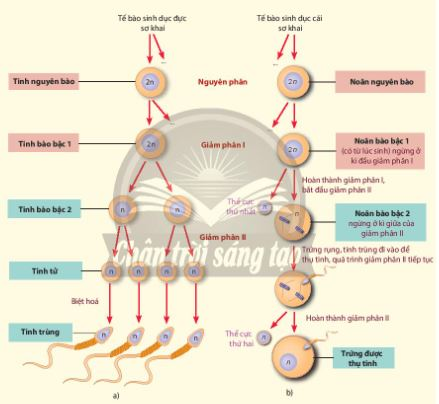 Tế bào sinh dục đực
sơ khai
Tế bào sinh dục cái
sơ khai
Tinh nguyên bào
2n
Nguyên phân
2n
Noãn nguyên bào
Tinh bào bậc 1
2n
Giảm phân I
2n
Noãn bào bậc 1
(có từ lúc sinh) ngừng ở
kì đầu giảm phân I
Hoàn thành giảm phân I,
bắt đầu giảm phân II
Tinh bào bậc 2
n
n
Thể cực
thứ nhất
n
n
Noãn bào bậc 2
ngừng ở kì giữa của
giảm phân II
Giảm phân II
Chân trời sáng tạo
Trứng rụng, tinh trùng đi vào để
thụ tinh, quá trình giảm phân II tiếp tục
Tinh tử
n
n
n
n
Biệt hoá
Hoàn thành giảm phân II
Tinh trùng
n
n
n
n
Thể cực
thứ hai
n
n
Trứng được
thụ tinh
a)
b)